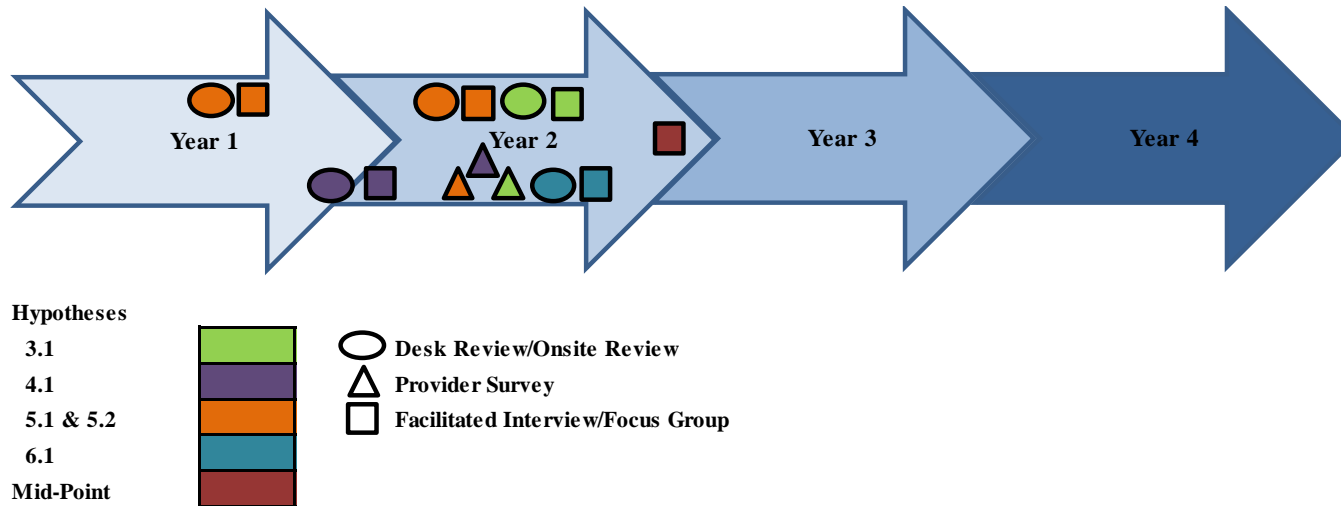 Year 1
Year 2
Year 3
Year 4
Hypotheses
3.1
4.1
5.1 & 5.2
6.1
Mid-Point
Desk Review/Onsite Review
Provider Survey
Facilitated Interview/Focus Group